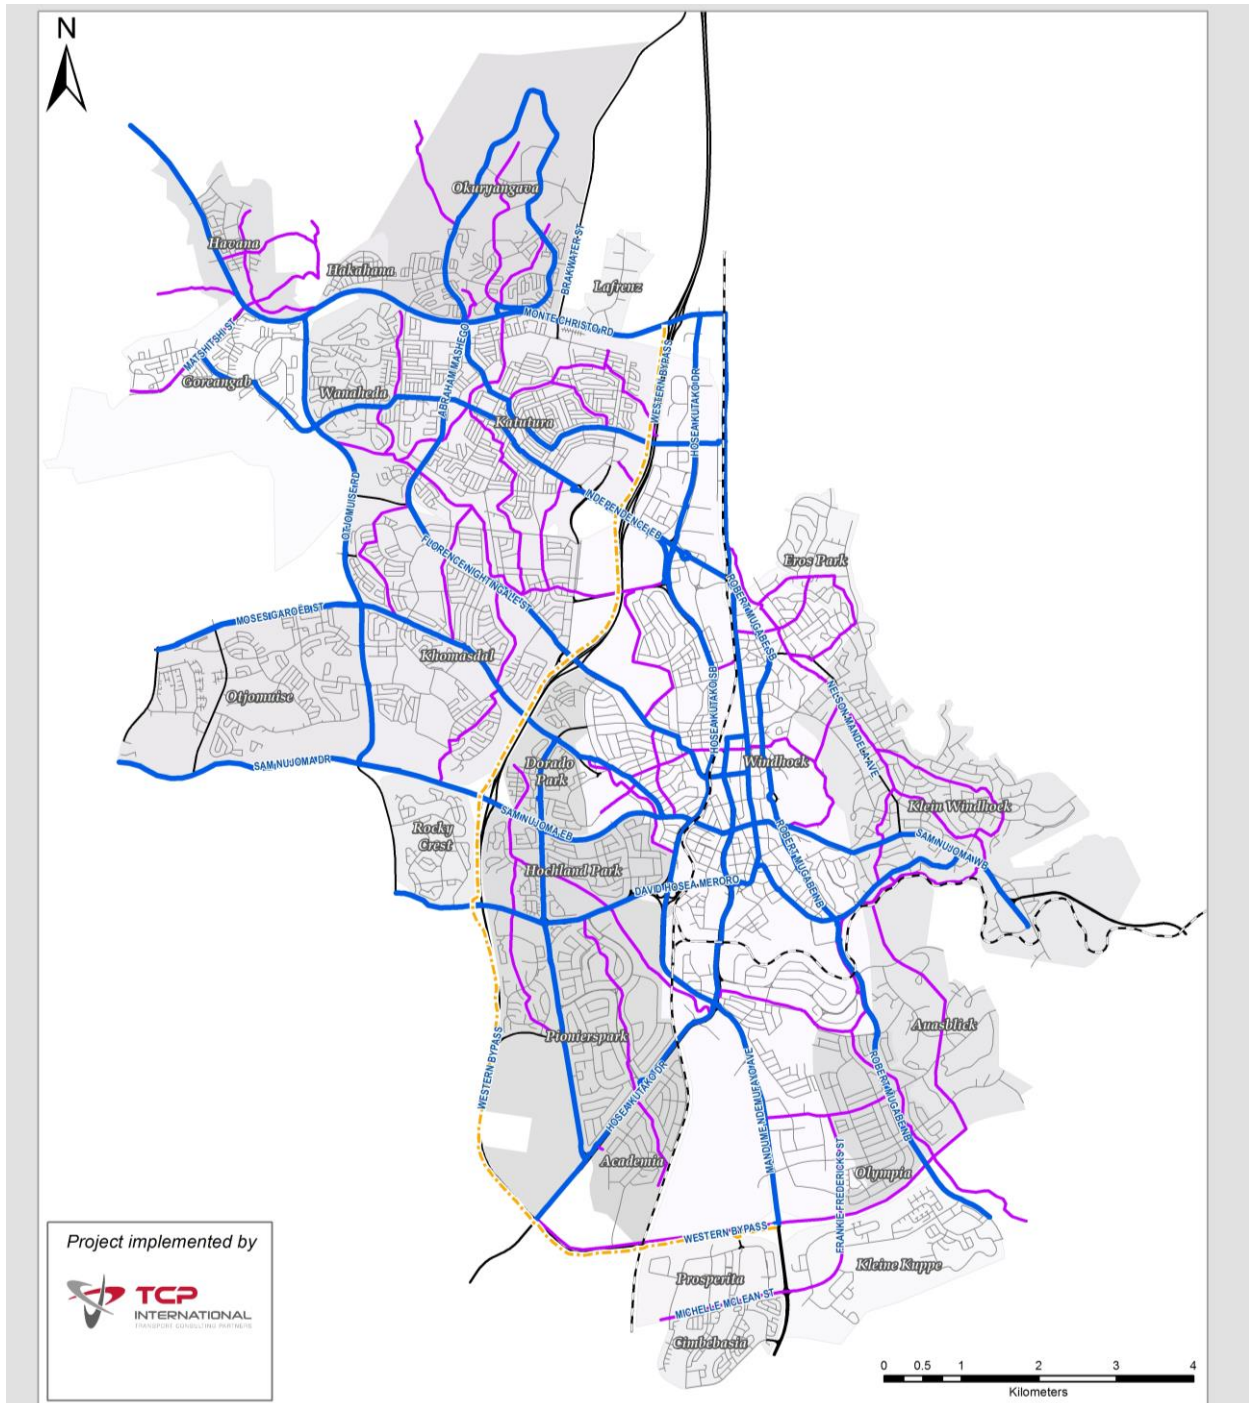 N
Okuryangava
Havana
Hakahana
BRAKWATER ST
Lafrenz
MONTE CHRISTO RD
MATSHITSHI ST
Goreangab
Wanaheda
ABRAHAM MASHEGO
Katutura
WESTERN BYPASS
HOSEA KUTAKO DR
OTJOMUISE RD
INDEPENDENCE EB
FLORENCE NIGHTINGALE ST
Eros Park
ROBERT MUGABE SB
MOSES GAROËB ST
Khomasdal
Otjomuise
HOSEA KUTAKO SB
NELSON MANDELA AVE
SAM NUJOMA DR
Dorado
Park
Windhoek
Klein Windhoek
Rocky
Crest
SAM NUJOMA EB
ROBERT MUGABE NB
SAM NUJOMA WB
Hochland Park
DAVID HOSEA MERORO
Auasblick
Pionierspark
WESTERN BYPASS
HOSEA KUTAKO DR
MANDUME NDEMUFAYO AVE
ROBERT MUGABE NB
Academia
FRANKIE FREDERICKS ST
Olympia
WESTERN BYPASS
Kleine Kuppe
Prosperita
MICHELLE MCLEAN ST
Cimbebasia
Project implemented by
TCP
INTERNATIONAL
TRANSPORT CONSULTING PARTNERS
0 0.5 1 2 3 4
Kilometers